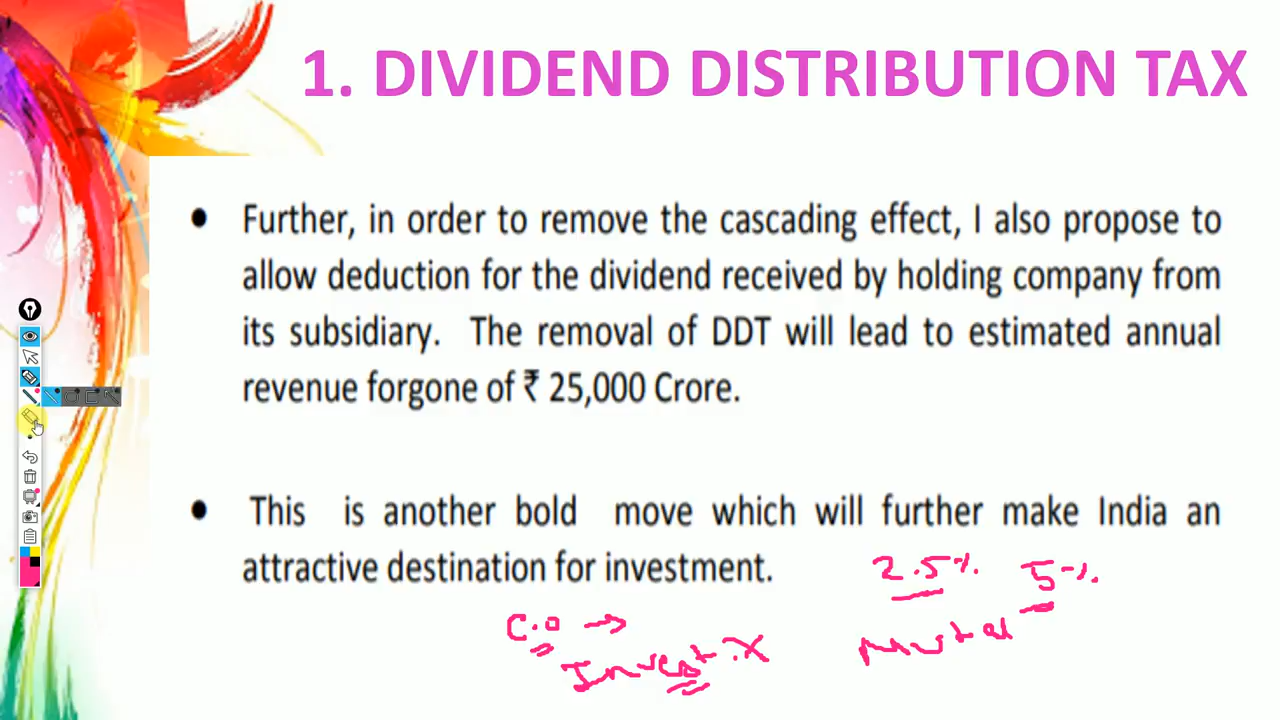 1. DIVIDEND DISTRIBUTION TAX
• Further, in order to remove the cascading effect, I also propose to
allow deduction for the dividend received by holding company from
its subsidiary. The removal of DDT will lead to estimated annual
revenue forgone of ₹ 25,000 Crore.
• This is another bold move which will further make India an
attractive destination for investment.
2.5% 5%
C.O →
Invest. X